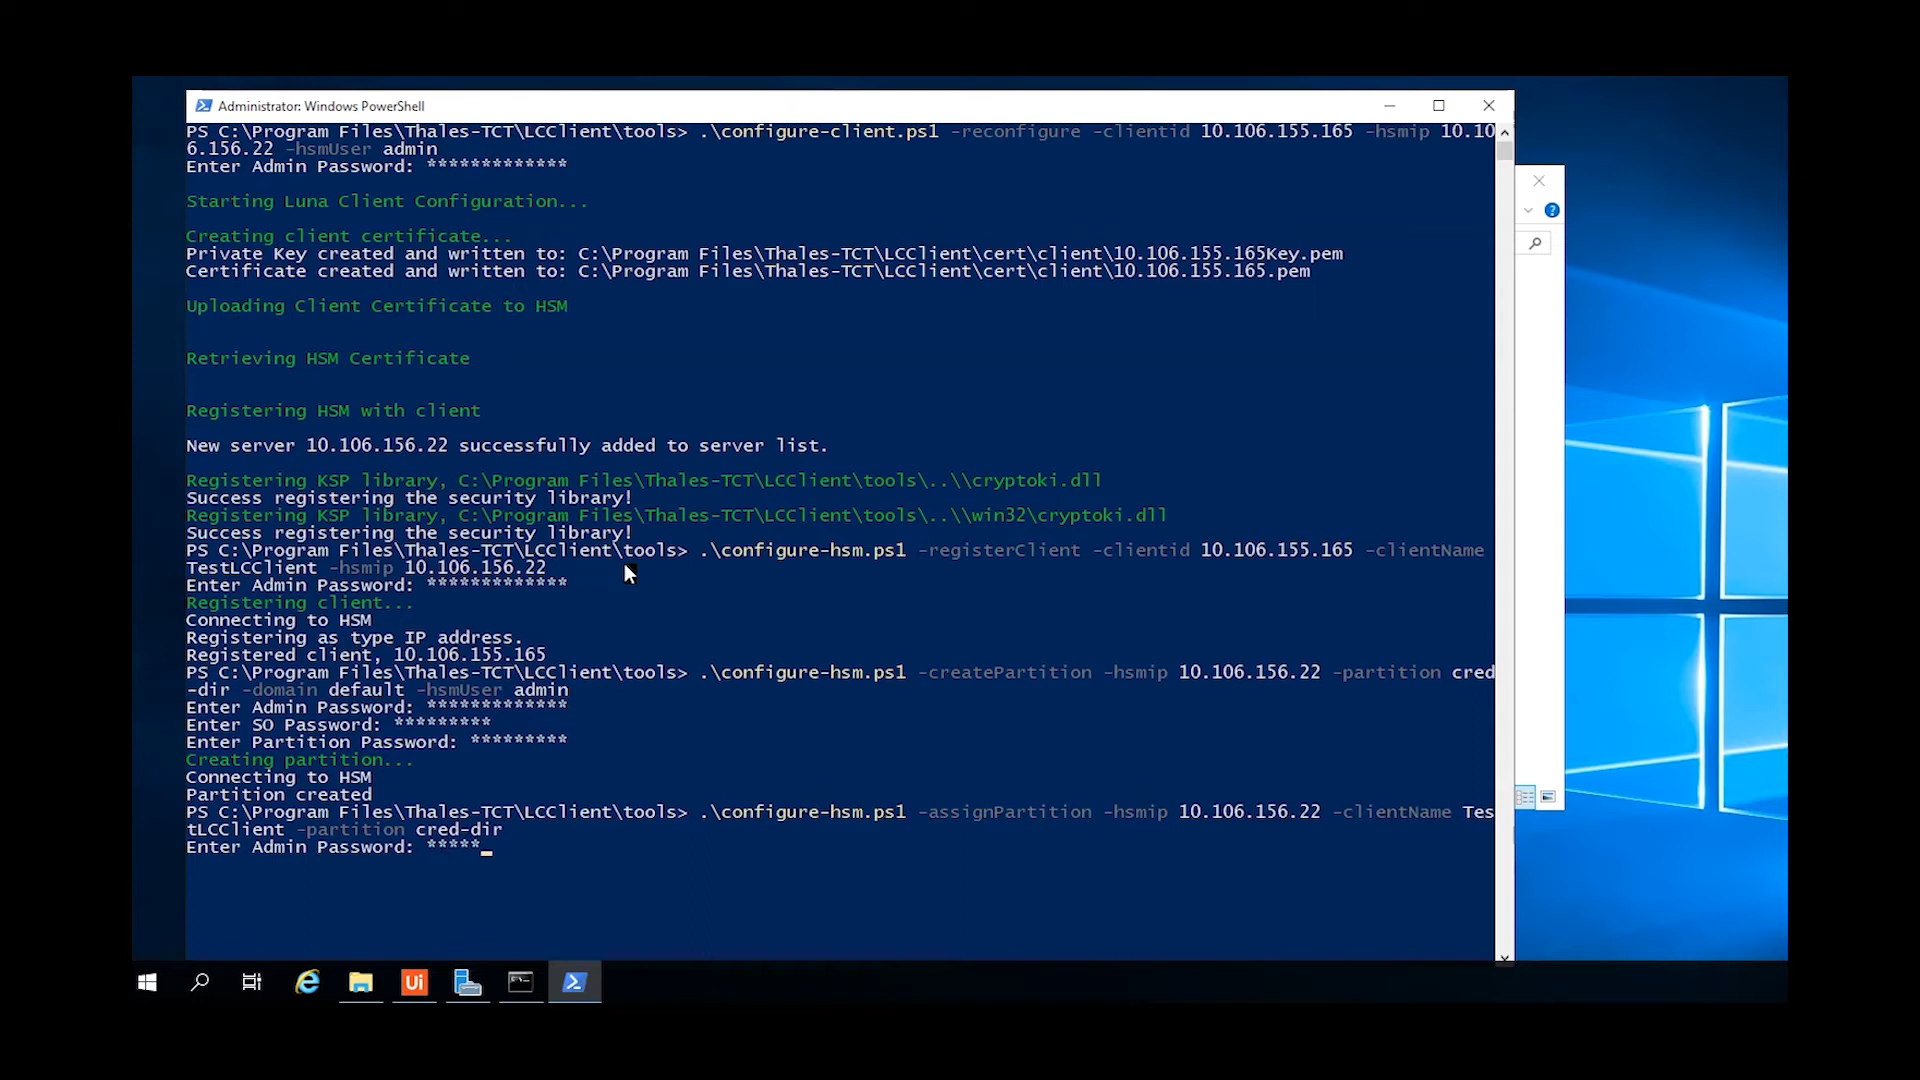 Administrator: Windows PowerShell
PS C:\Program Files\Thales-TCT\LCClient\tools> .\configure-client.ps1 -reconfigure -clientid 10.106.155.165 -hsmip 10.10
6.156.22 -hsmUser admin
Enter Admin Password: *************
Starting Luna Client Configuration...
Creating client certificate...
Private Key created and written to: C:\Program Files\Thales-TCT\LCClient\cert\client\10.106.155.165Key.pem
Certificate created and written to: C:\Program Files\Thales-TCT\LCClient\cert\client\10.106.155.165.pem
Uploading Client Certificate to HSM
Retrieving HSM Certificate
Registering HSM with client
New server 10.106.156.22 successfully added to server list.
Registering KSP library, C:\Program Files\Thales-TCT\LCClient\tools\..\\cryptoki.dll
Success registering the security library!
Registering KSP library, C:\Program Files\Thales-TCT\LCClient\tools\..\\win32\cryptoki.dll
Success registering the security library!
PS C:\Program Files\Thales-TCT\LCClient\tools> .\configure-hsm.ps1 -registerClient -clientid 10.106.155.165 -clientName
TestLCClient -hsmip 10.106.156.22
Enter Admin Password: *************
Registering client...
Connecting to HSM
Registering as type IP address.
Registered client, 10.106.155.165
PS C:\Program Files\Thales-TCT\LCClient\tools> .\configure-hsm.ps1 -createPartition -hsmip 10.106.156.22 -partition cred
-dir -domain default -hsmUser admin
Enter Admin Password: *************
Enter SO Password: *********
Enter Partition Password: *********
Creating partition...
Connecting to HSM
Partition created
PS C:\Program Files\Thales-TCT\LCClient\tools> .\configure-hsm.ps1 -assignPartition -hsmip 10.106.156.22 -clientName Tes
tLCClient -partition cred-dir
Enter Admin Password: *****
Ui